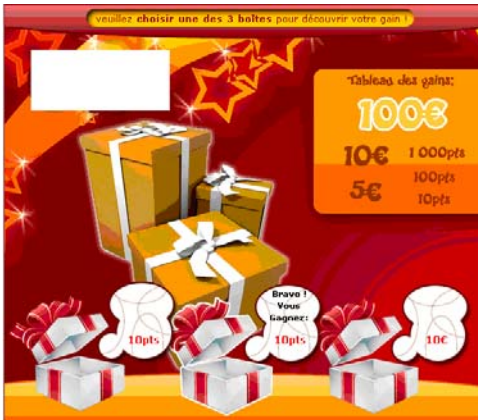 veuillez choisir une des 3 boîtes pour découvrir votre gain !
Tableau des gains:
100€
10€ 1 000pts
5€ 100pts
10pts
10pts
Bravo !
Vous
Gagnez:
10pts
10€